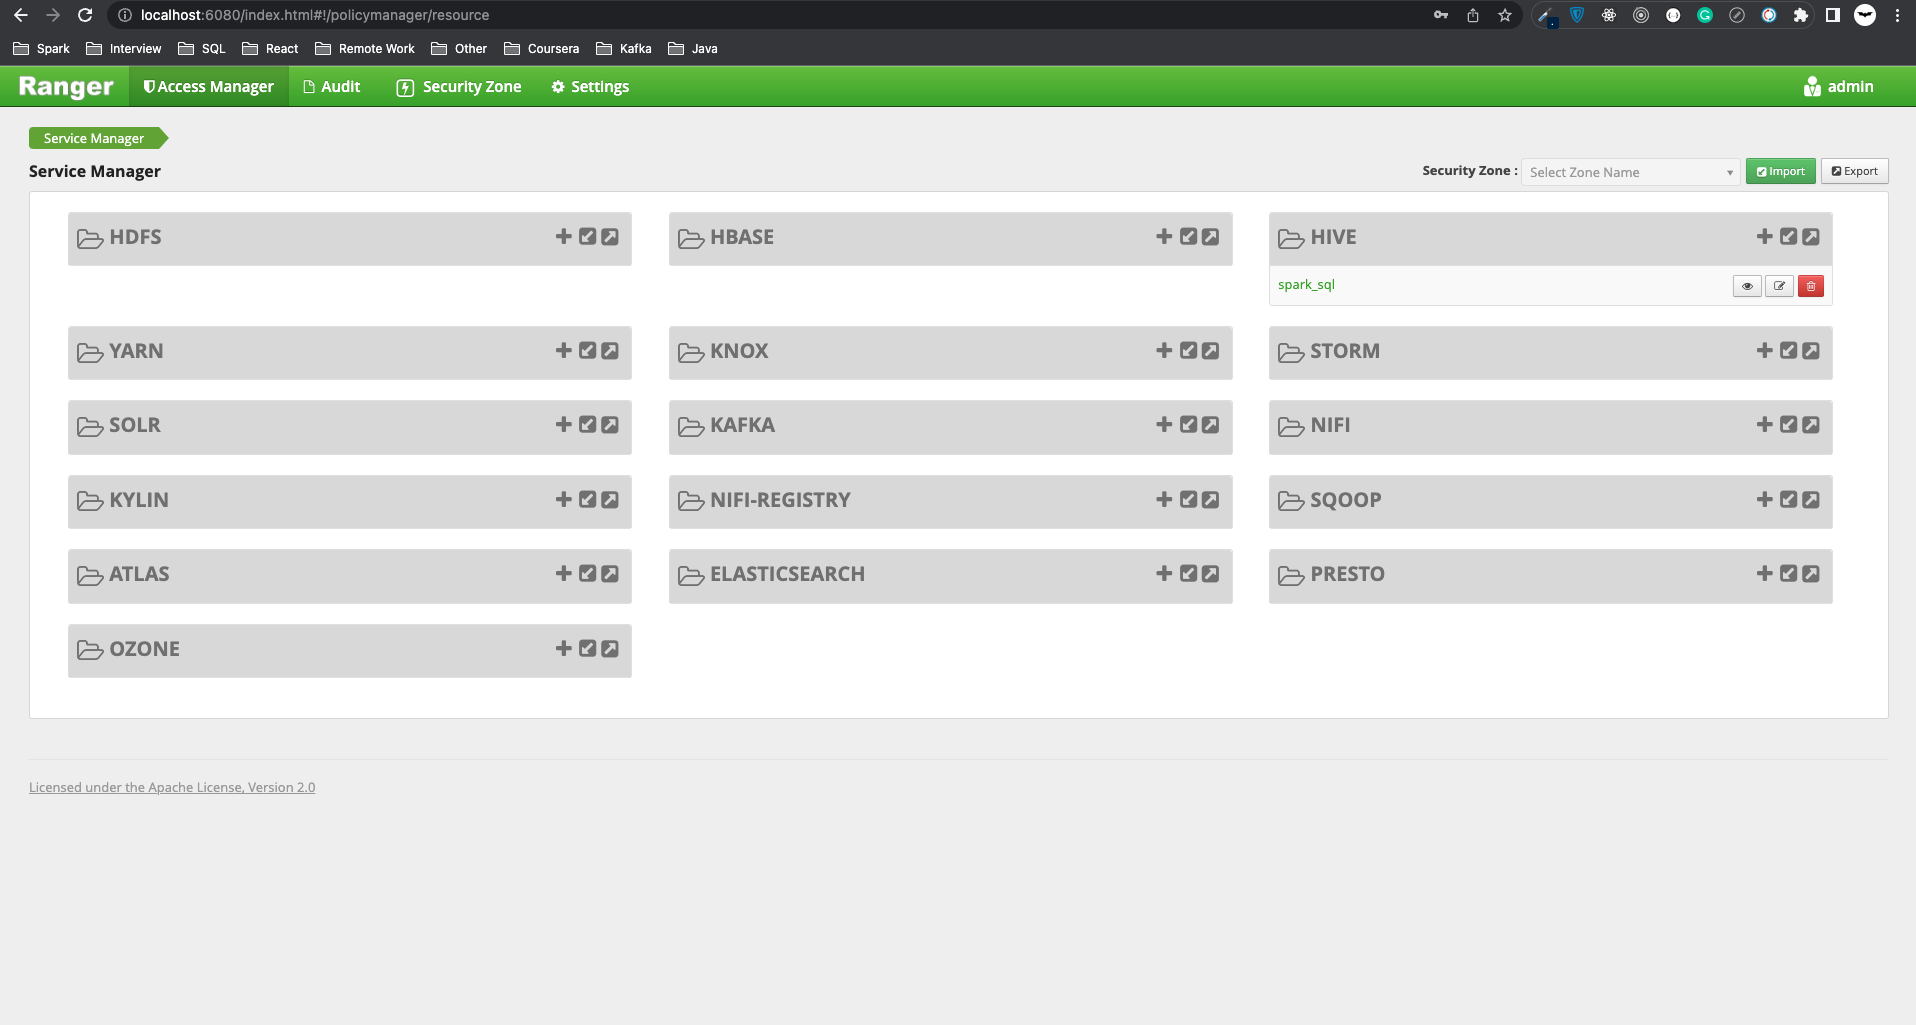 localhost:6080/index.html#!/policymanager/resource
Spark Interview SQL React Remote Work Other Coursera Kafka Java
Ranger Access Manager Audit Security Zone Settings admin
Service Manager
Service Manager Security Zone : Select Zone Name Import Export
HDFS HBASE HIVE
spark_sql
YARN KNOX STORM
SOLR KAFKA NIFI
KYLIN NIFI-REGISTRY SQOOP
ATLAS ELASTICSEARCH PRESTO
OZONE
Licensed under the Apache License, Version 2.0